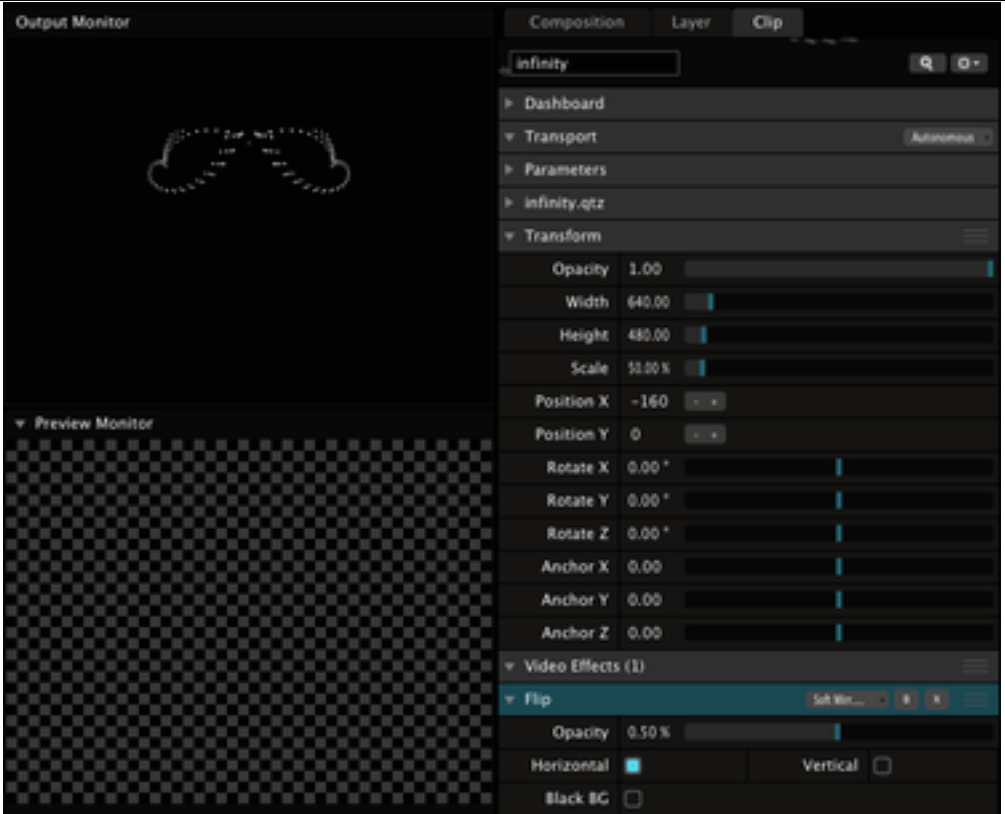 Output Monitor
Composition Layer Clip
infinity
Dashboard
Transport Autonomous
Parameters
infinity.qtz
Transform
Opacity 1.00
Width 640.00
Height 480.00
Scale 50.00 %
Position X -160 - +
Preview Monitor
Position Y 0 - +
Rotate X 0.00 °
Rotate Y 0.00 °
Rotate Z 0.00 °
Anchor X 0.00
Anchor Y 0.00
Anchor Z 0.00
Video Effects (1)
Flip B X
Opacity 0.50 %
Horizontal Vertical
Black BG